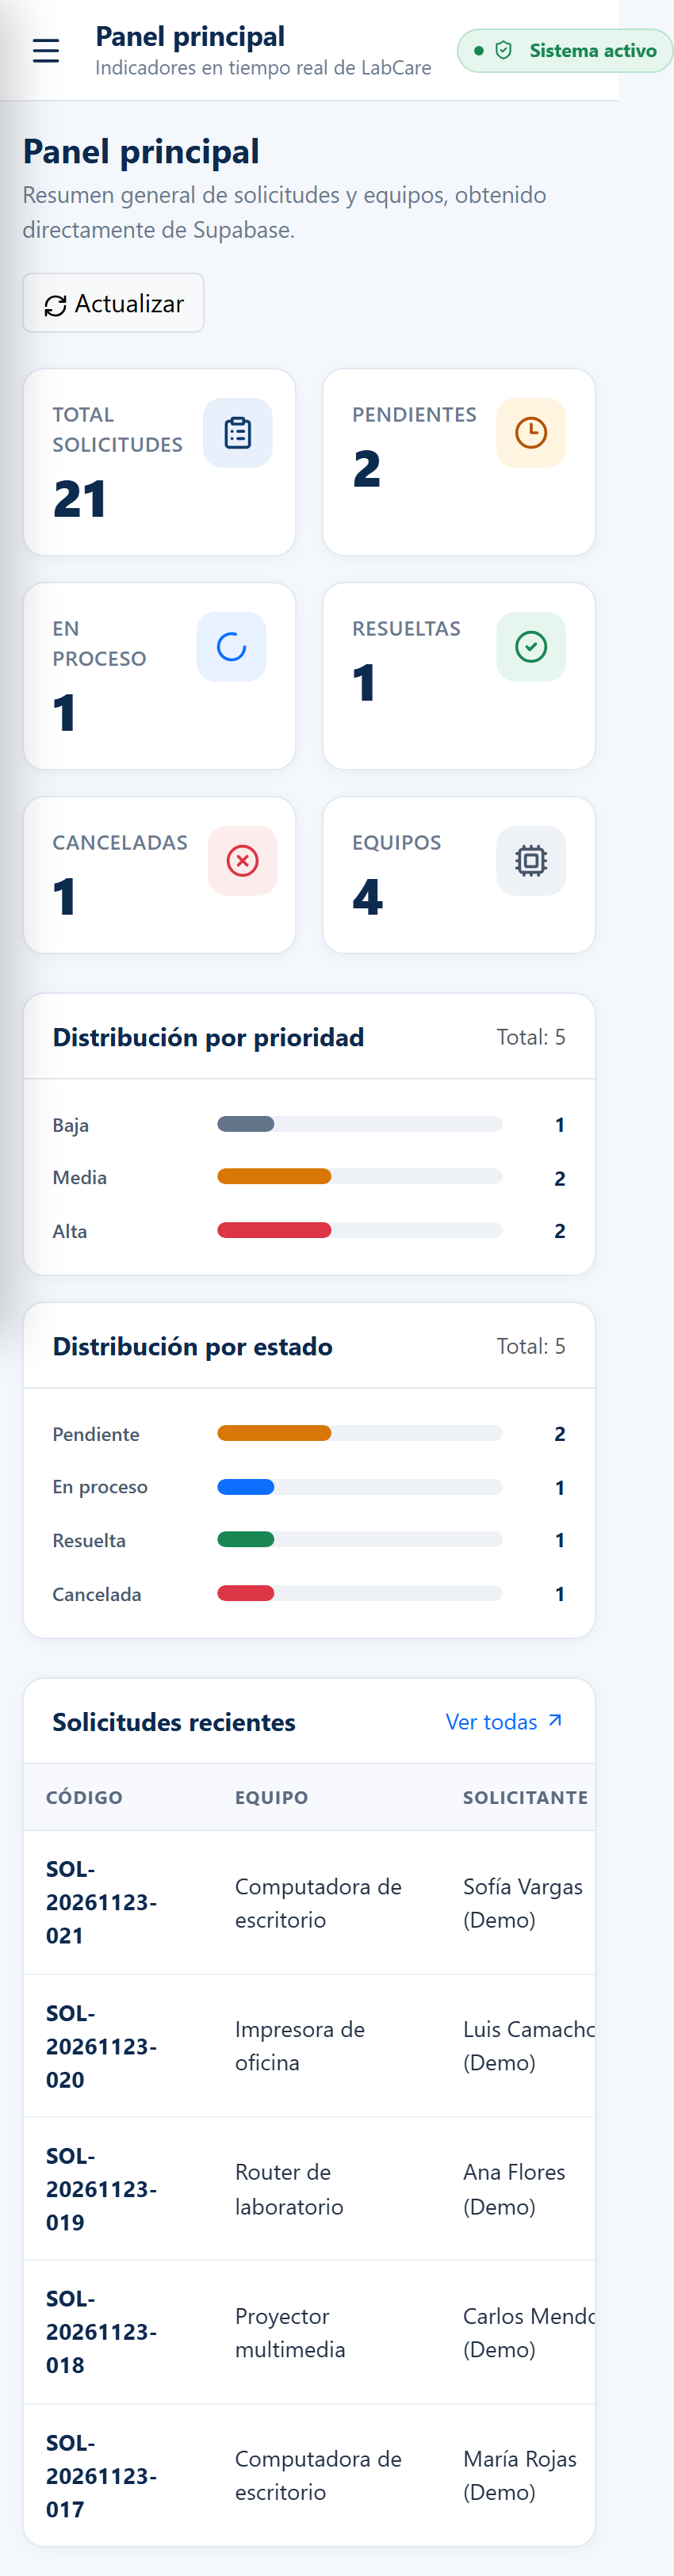 Panel principal
Indicadores en tiempo real de LabCare
Sistema activo
Panel principal
Resumen general de solicitudes y equipos, obtenido
directamente de Supabase.
Actualizar
TOTAL
SOLICITUDES
21
PENDIENTES
2
EN
PROCESO
1
RESUELTAS
1
CANCELADAS
1
EQUIPOS
4
Distribución por prioridad
Total: 5
Baja 1
Media 2
Alta 2
Distribución por estado
Total: 5
Pendiente 2
En proceso 1
Resuelta 1
Cancelada 1
Solicitudes recientes
Ver todas
CÓDIGO EQUIPO SOLICITANTE
SOL-
20261123-
021
Computadora de
escritorio
Sofía Vargas
(Demo)
SOL-
20261123-
020
Impresora de
oficina
Luis Camacho
(Demo)
SOL-
20261123-
019
Router de
laboratorio
Ana Flores
(Demo)
SOL-
20261123-
018
Proyector
multimedia
Carlos
(Demo)
SOL-
20261123-
017
Computadora de
escritorio
María Rojas
(Demo)